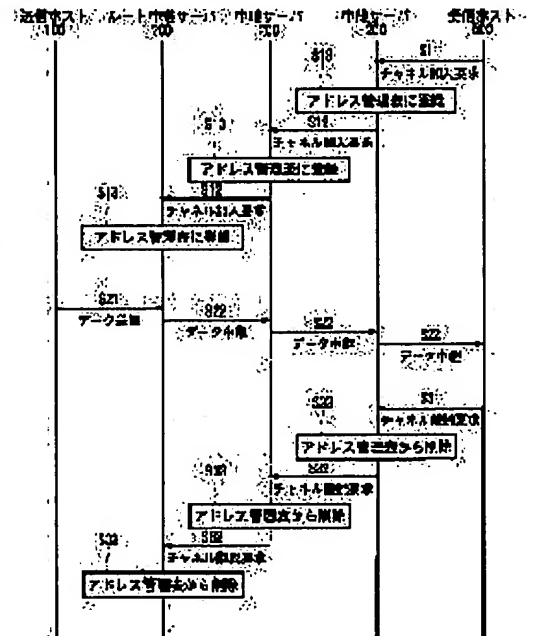 送信ホスト ルート中継サーバ 中継サーバ 中継サーバ 受信ホスト
100 200 200 200 300
S13 S1
チャネル加入要求
アドレス管理表に登録
S13 S12
チャネル加入要求
アドレス管理表に登録
S13 S12
チャネル加入要求
アドレス管理表に登録
S21 S22
データ送信 データ中継
S22 S22
データ中継 データ中継
S33 S3
チャネル離脱要求
アドレス管理表から削除
チャネル離脱要求
アドレス管理表から削除
チャネル離脱要求
アドレス管理表から削除